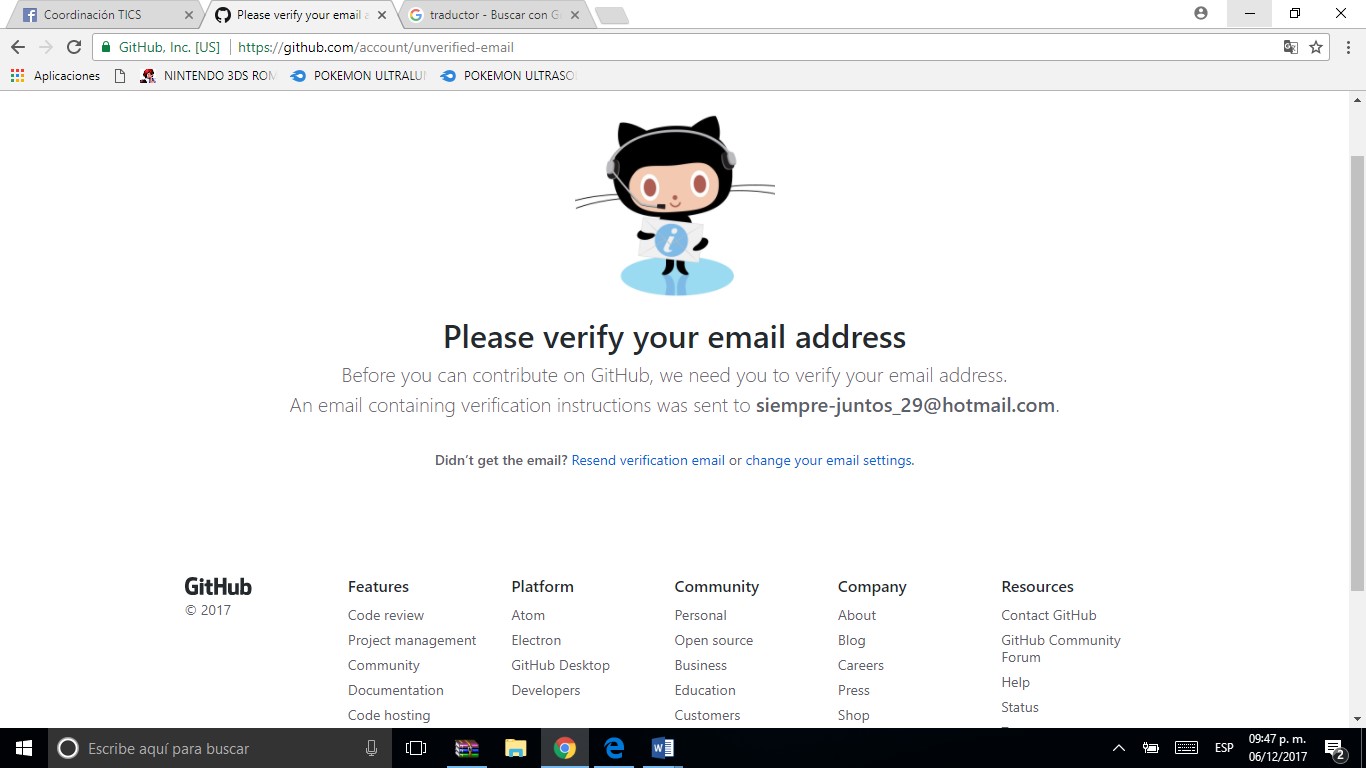 Coordinación TICS
Please verify your email a
traductor - Buscar con G
GitHub, Inc. [US]
https://github.com/account/unverified-email
Aplicaciones
NINTENDO 3DS ROM
POKEMON ULTRALU
POKEMON ULTRASO
i
Please verify your email address
Before you can contribute on GitHub, we need you to verify your email address.
An email containing verification instructions was sent to siempre-juntos_29@hotmail.com.
Didn't get the email? Resend verification email or change your email settings.
GitHub
© 2017
Features
Code review
Project management
Community
Documentation
Code hosting
Platform
Atom
Electron
GitHub Desktop
Developers
Community
Personal
Open source
Business
Education
Customers
Company
About
Blog
Careers
Press
Shop
Resources
Contact GitHub
GitHub Community
Forum
Help
Status
Escribe aquí para buscar
ESP
09:47 p. m.
06/12/2017
2